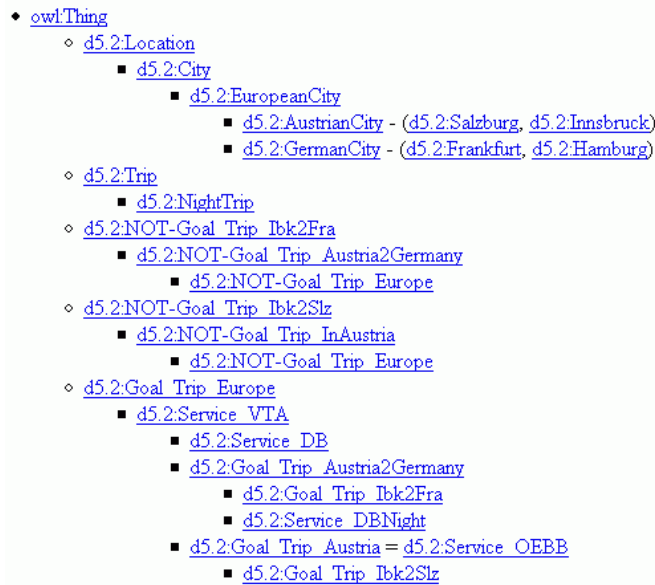 owl:Thing
d5.2:Location
d5.2:City
d5.2:EuropeanCity
d5.2:AustrianCity - (d5.2:Salzburg, d5.2:Innsbruck)
d5.2:GermanCity - (d5.2:Frankfurt, d5.2:Hamburg)
d5.2:Trip
d5.2:NightTrip
d5.2:NOT-Goal_Trip_Ibk2Fra
d5.2:NOT-Goal_Trip_Austria2Germany
d5.2:NOT-Goal_Trip_Europe
d5.2:NOT-Goal_Trip_Ibk2Slz
d5.2:NOT-Goal_Trip_InAustria
d5.2:NOT-Goal_Trip_Europe
d5.2:Goal_Trip_Europe
d5.2:Service_VTA
d5.2:Service_DB
d5.2:Goal_Trip_Austria2Germany
d5.2:Goal_Trip_Ibk2Fra
d5.2:Service_DBNight
d5.2:Goal_Trip_Austria = d5.2:Service_OEBB
d5.2:Goal_Trip_Ibk2Slz